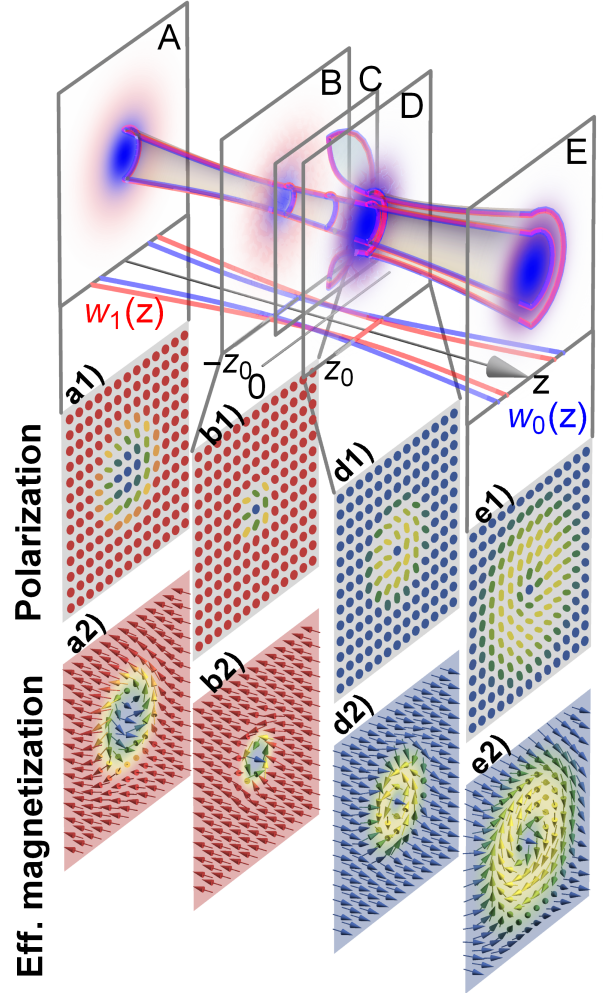 A
B
C
D
E
w₁(z)
−z₀
0
z₀
z
w₀(z)
Polarization
a1)
b1)
d1)
e1)
Eff. magnetization
a2)
b2)
d2)
e2)